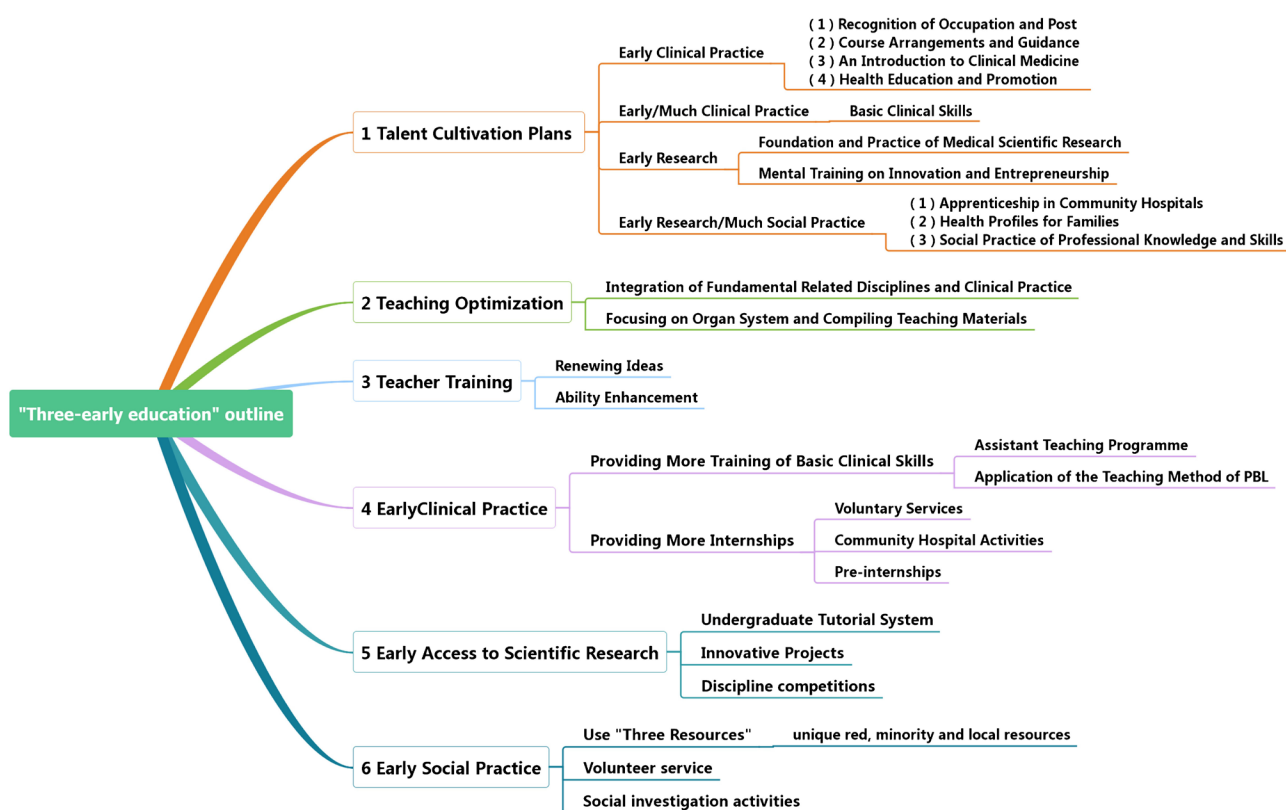 "Three-early education" outline
1 Talent Cultivation Plans
Early Clinical Practice
( 1 ) Recognition of Occupation and Post
( 2 ) Course Arrangements and Guidance
( 3 ) An Introduction to Clinical Medicine
( 4 ) Health Education and Promotion
Early/Much Clinical Practice
Basic Clinical Skills
Early Research
Foundation and Practice of Medical Scientific Research
Mental Training on Innovation and Entrepreneurship
Early Research/Much Social Practice
( 1 ) Apprenticeship in Community Hospitals
( 2 ) Health Profiles for Families
( 3 ) Social Practice of Professional Knowledge and Skills
2 Teaching Optimization
Integration of Fundamental Related Disciplines and Clinical Practice
Focusing on Organ System and Compiling Teaching Materials
3 Teacher Training
Renewing Ideas
Ability Enhancement
4 EarlyClinical Practice
Providing More Training of Basic Clinical Skills
Assistant Teaching Programme
Application of the Teaching Method of PBL
Providing More Internships
Voluntary Services
Community Hospital Activities
Pre-internships
5 Early Access to Scientific Research
Undergraduate Tutorial System
Innovative Projects
Discipline competitions
6 Early Social Practice
Use "Three Resources"
unique red, minority and local resources
Volunteer service
Social investigation activities